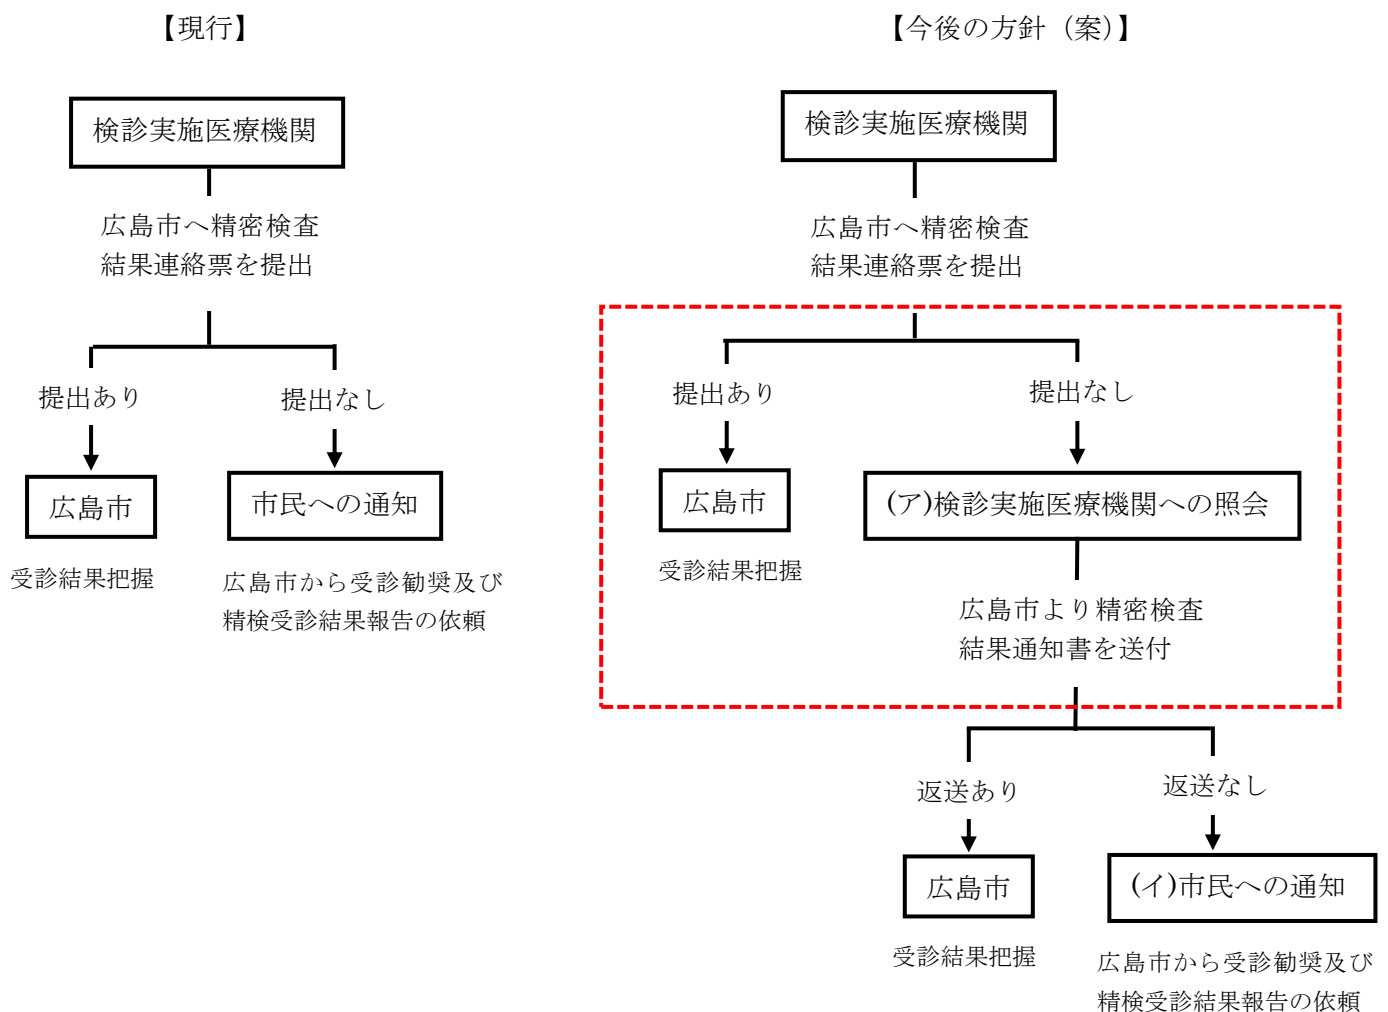 【現行】
検診実施医療機関
広島市へ精密検査
結果連絡票を提出
提出あり
提出なし
広島市
市民への通知
受診結果把握
広島市から受診勧奨及び
精検受診結果報告の依頼
【今後の方針（案）】
検診実施医療機関
広島市へ精密検査
結果連絡票を提出
提出あり
提出なし
広島市
(ア)検診実施医療機関への照会
受診結果把握
広島市より精密検査
結果通知書を送付
返送あり
返送なし
広島市
(イ)市民への通知
受診結果把握
広島市から受診勧奨及び
精検受診結果報告の依頼